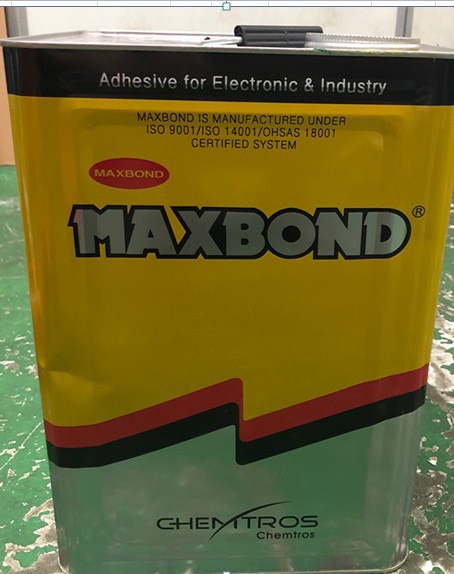 Adhesive for Electronic & Industry
MAXBOND IS MANUFACTURED UNDER
ISO 9001/ISO 14001/OHSAS 18001
CERTIFIED SYSTEM
MAXBOND
MAXBOND®
CHEMTROS
Chemtros